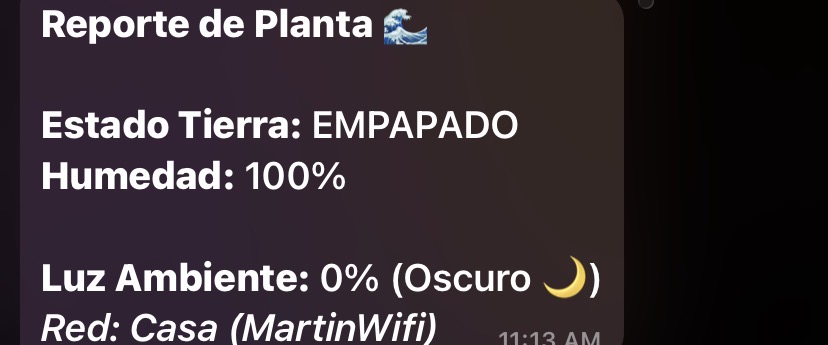 Reporte de Planta 🌊
Estado Tierra: EMPAPADO
Humedad: 100%
Luz Ambiente: 0% (Oscuro 🌙)
Red: Casa (MartinWifi)
11:13 AM